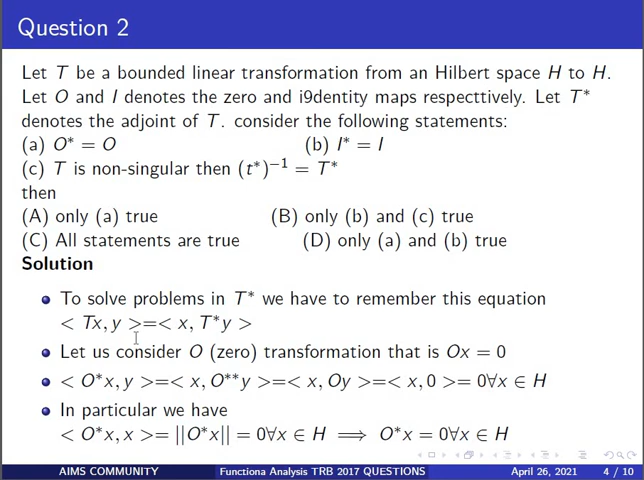 Question 2
Let T be a bounded linear transformation from an Hilbert space H to H.
Let O and I denotes the zero and i9dentity maps respecttively. Let T*
denotes the adjoint of T. consider the following statements:
(a) O* = O (b) I* = I
(c) T is non-singular then (t*)⁻¹ = T*
then
(A) only (a) true (B) only (b) and (c) true
(C) All statements are true (D) only (a) and (b) true
Solution
To solve problems in T* we have to remember this equation
< Tx, y >=< x, T*y >
Let us consider O (zero) transformation that is Ox = 0
< O*x, y >=< x, O**y >=< x, Oy >=< x, 0 >= 0∀x ∈ H
In particular we have
< O*x, x >= ||O*x|| = 0∀x ∈ H ⟹ O*x = 0∀x ∈ H
AIMS COMMUNITY Functiona Analysis TRB 2017 QUESTIONS April 26, 2021 4 / 10